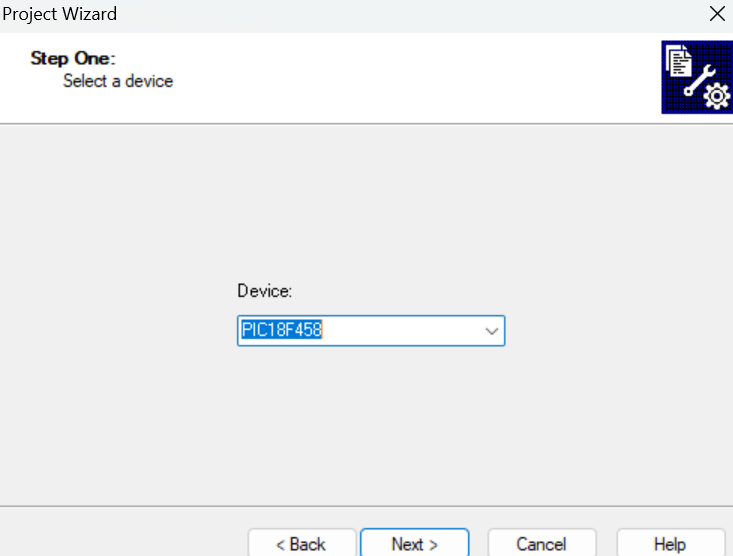 Project Wizard
Step One:
Select a device
Device:
PIC18F458
< Back
Next >
Cancel
Help